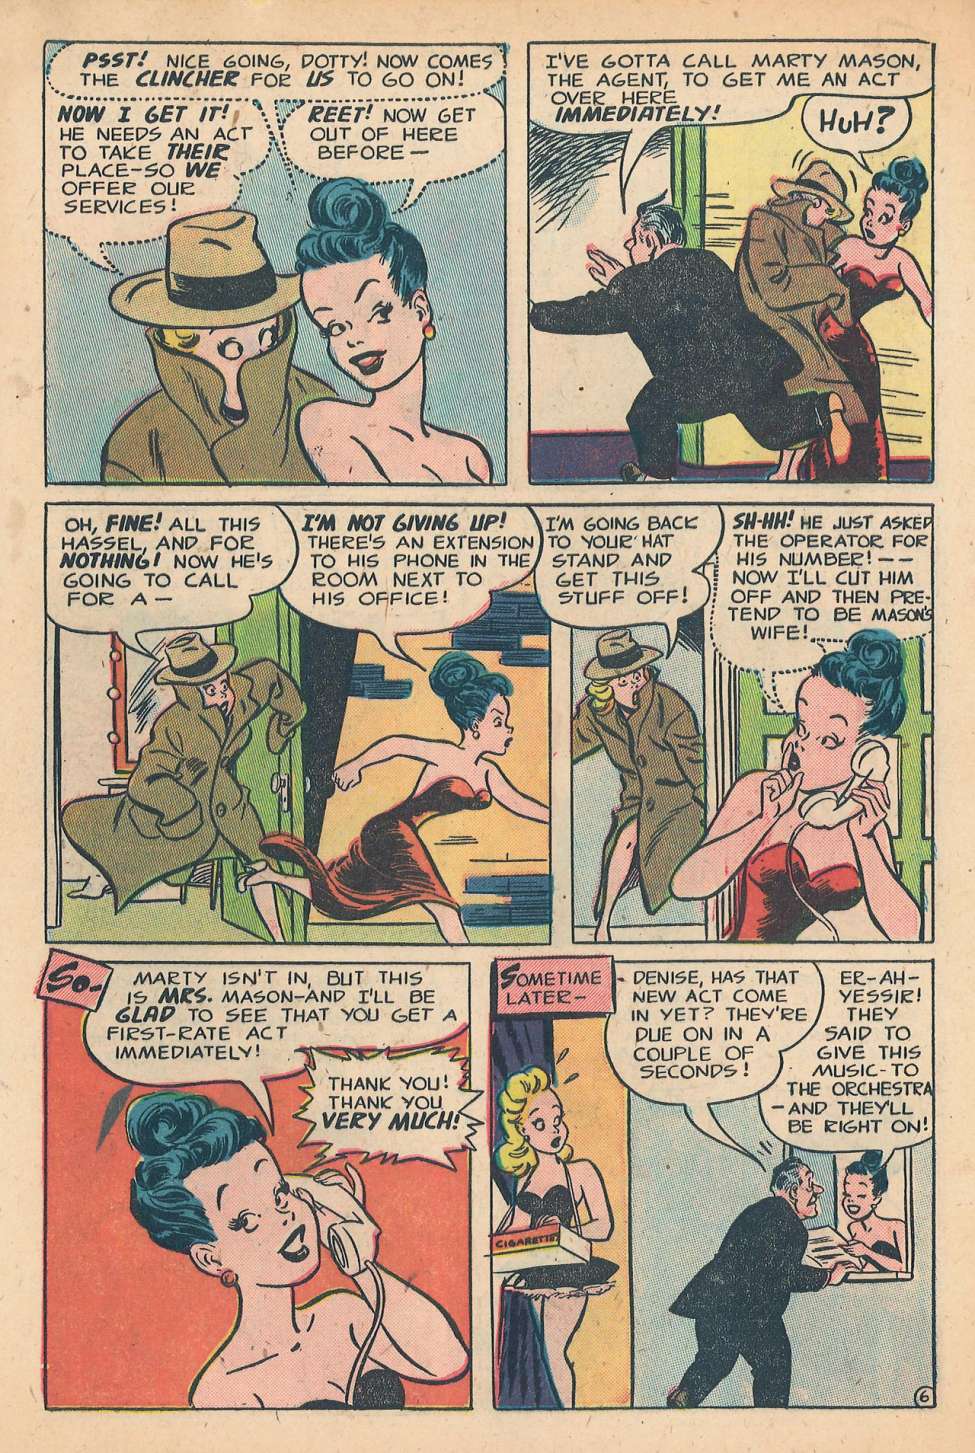 PSST! NICE GOING, DOTTY! NOW COMES
THE CLINCHER FOR US TO GO ON!
NOW I GET IT!
HE NEEDS AN ACT
TO TAKE THEIR
PLACE-SO WE
OFFER OUR
SERVICES!
REET! NOW GET
OUT OF HERE
BEFORE—
I'VE GOTTA CALL MARTY MASON,
THE AGENT, TO GET ME AN ACT
OVER HERE
IMMEDIATELY!
HUH?
OH, FINE! ALL THIS
HASSEL, AND FOR
NOTHING! NOW HE'S
GOING TO CALL
FOR A—
I'M NOT GIVING UP!
THERE'S AN EXTENSION
TO HIS PHONE IN THE
ROOM NEXT TO
HIS OFFICE!
I'M GOING BACK
TO YOUR HAT
STAND AND
GET THIS
STUFF OFF!
SH-HH! HE JUST ASKED
THE OPERATOR FOR
HIS NUMBER!——
NOW I'LL CUT HIM
OFF AND THEN PRE-
TEND TO BE MASON'S
WIFE!
SO-
MARTY ISN'T IN, BUT THIS
IS MRS. MASON-AND I'LL BE
GLAD TO SEE THAT YOU GET A
FIRST-RATE ACT
IMMEDIATELY!
THANK YOU!
THANK YOU
VERY MUCH!
SOMETIME
LATER-
DENISE, HAS THAT
NEW ACT COME
IN YET? THEY'RE
DUE ON IN A
COUPLE OF
SECONDS!
ER-AH-
YESSIR!
THEY
SAID TO
GIVE THIS
MUSIC-TO
THE ORCHESTRA
-AND THEY'LL
BE RIGHT ON!
CIGARETTES
6